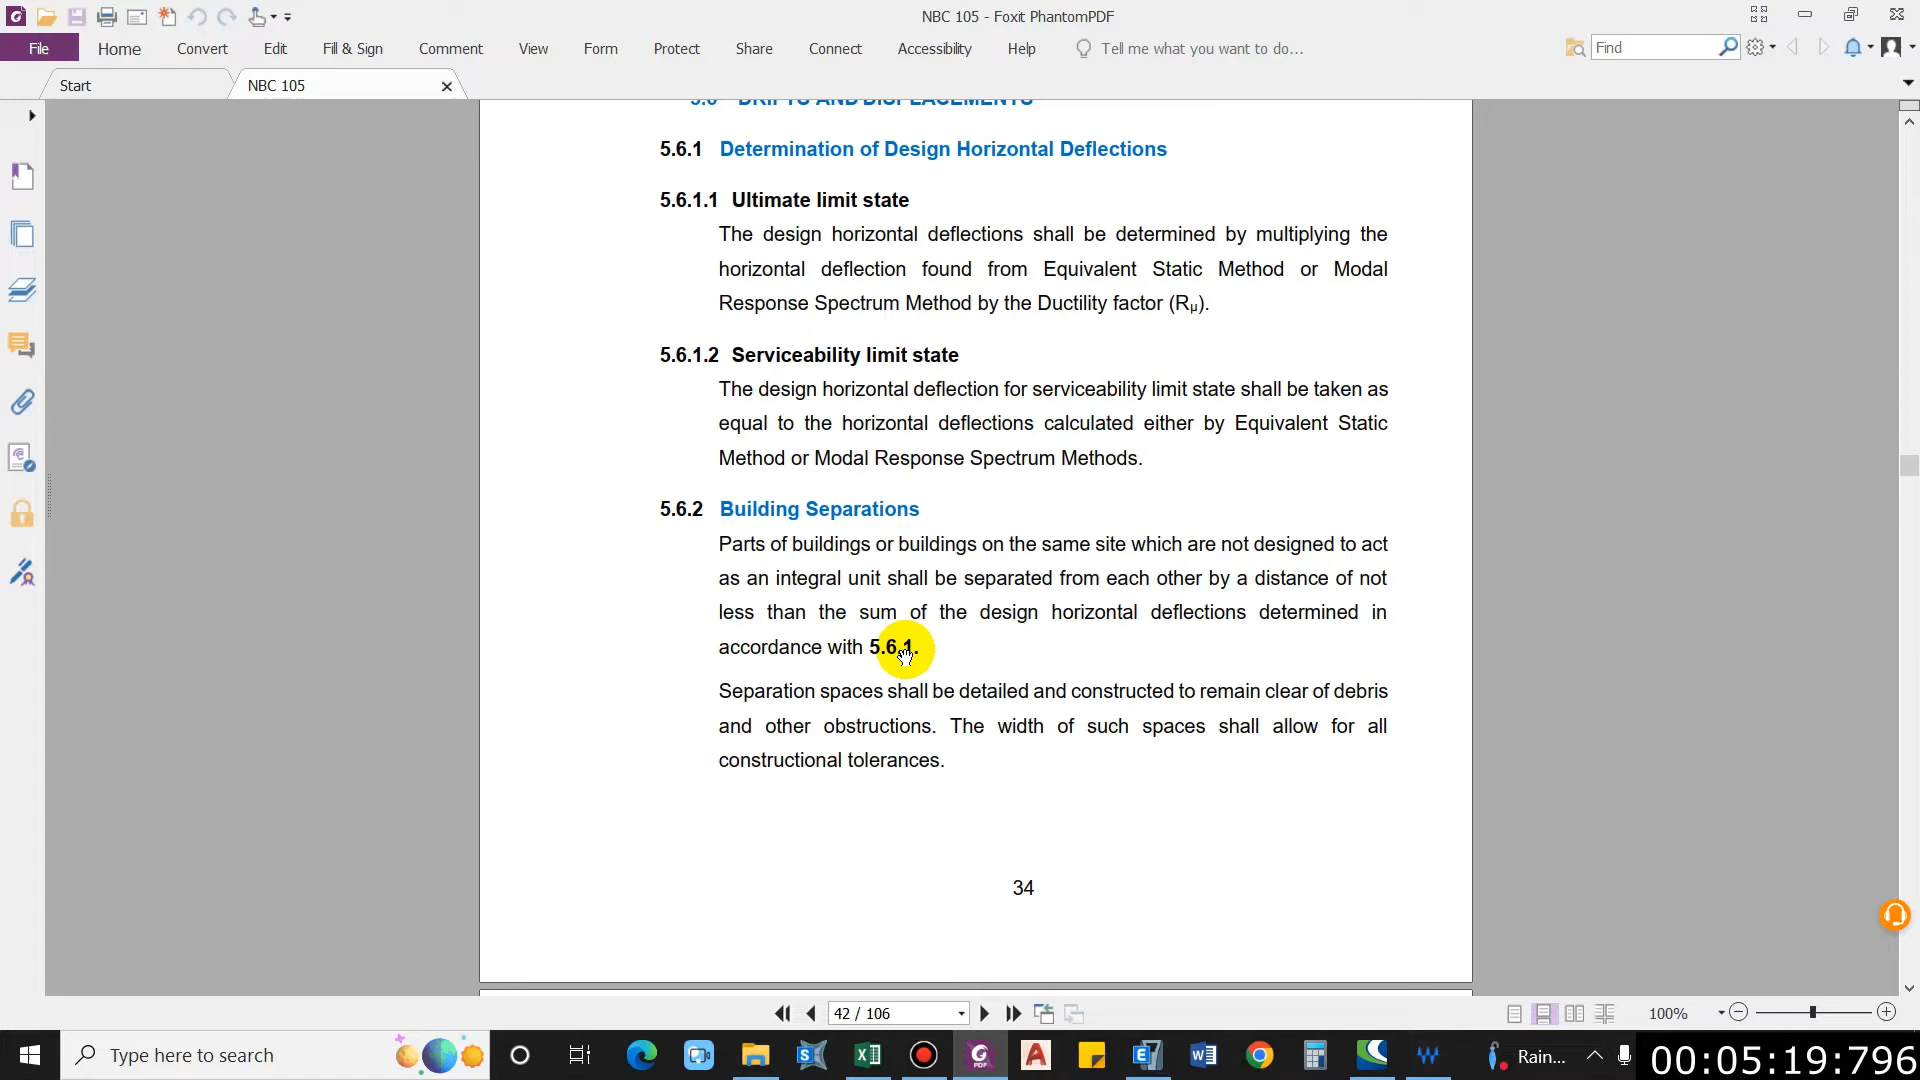 NBC 105 - Foxit PhantomPDF
File Home Convert Edit Fill & Sign Comment View Form Protect Share Connect Accessibility Help Tell me what you want to do... Find
Start NBC 105
5.6 DRIFTS AND DISPLACEMENTS
5.6.1 Determination of Design Horizontal Deflections
5.6.1.1 Ultimate limit state
The design horizontal deflections shall be determined by multiplying the
horizontal deflection found from Equivalent Static Method or Modal
Response Spectrum Method by the Ductility factor (Rμ).
5.6.1.2 Serviceability limit state
The design horizontal deflection for serviceability limit state shall be taken as
equal to the horizontal deflections calculated either by Equivalent Static
Method or Modal Response Spectrum Methods.
5.6.2 Building Separations
Parts of buildings or buildings on the same site which are not designed to act
as an integral unit shall be separated from each other by a distance of not
less than the sum of the design horizontal deflections determined in
accordance with 5.6.1.
Separation spaces shall be detailed and constructed to remain clear of debris
and other obstructions. The width of such spaces shall allow for all
constructional tolerances.
34
42 / 106 100%
Type here to search Rain... 00:05:19:796